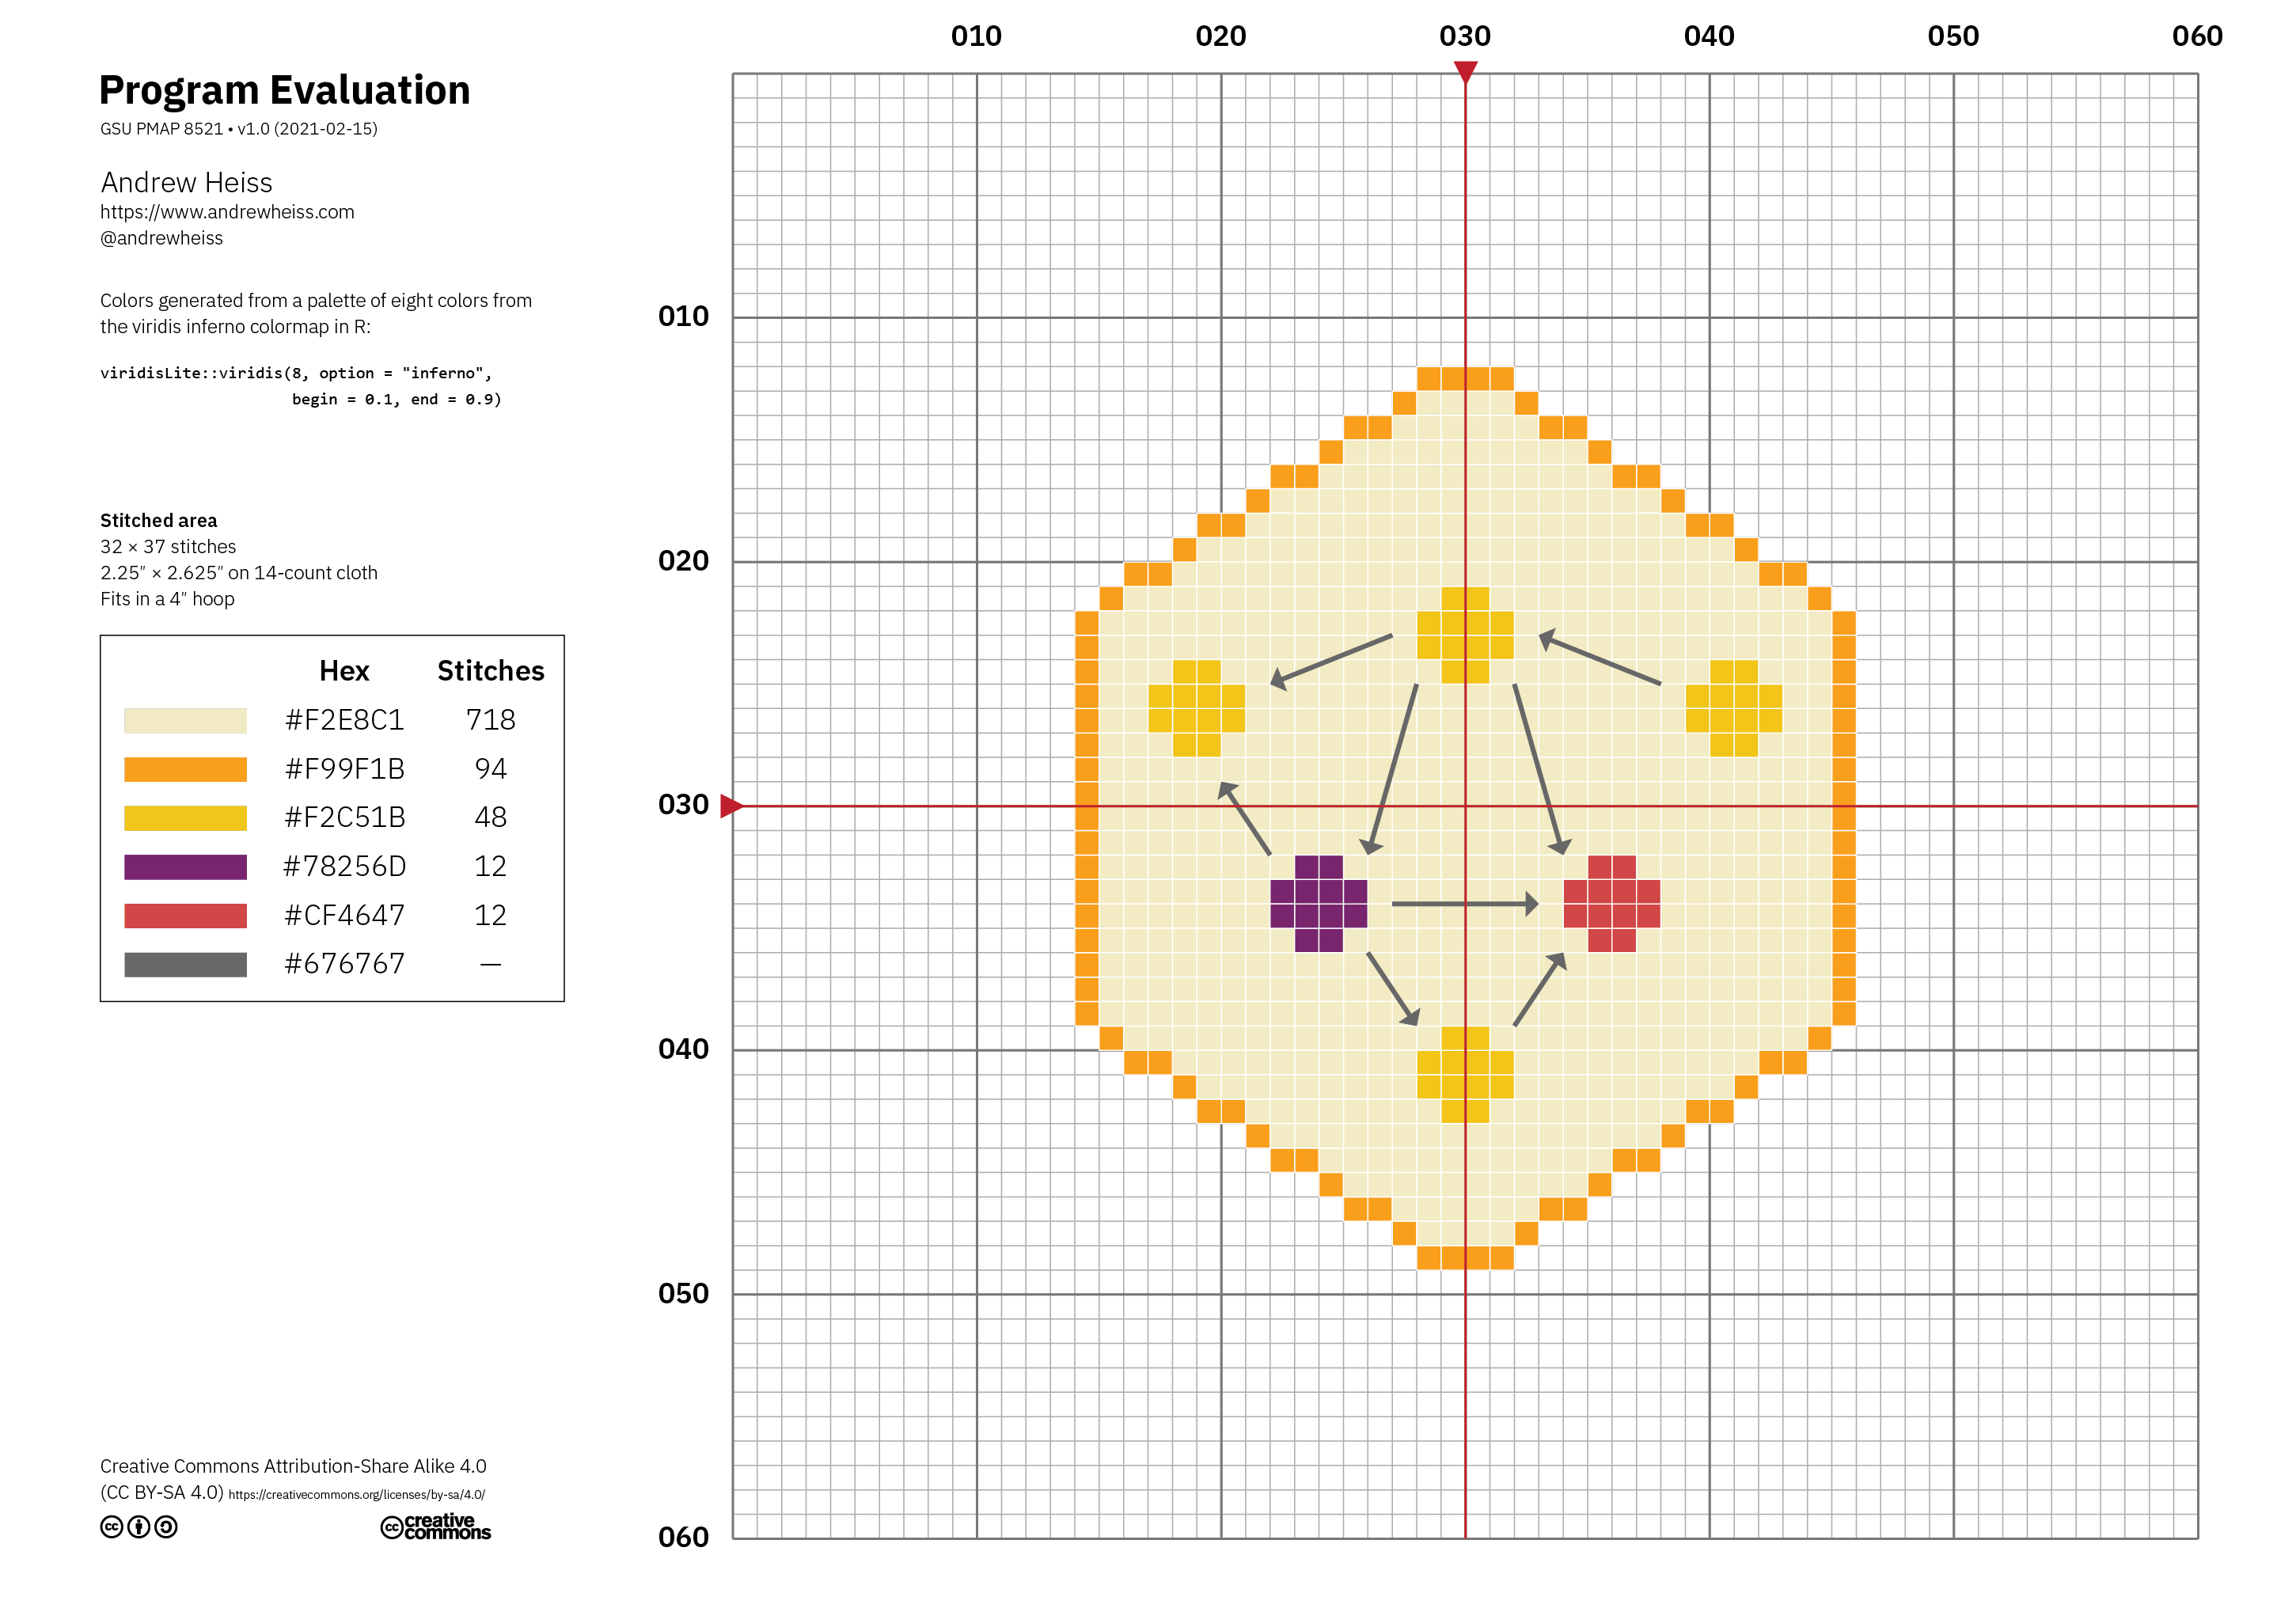 Program Evaluation
GSU PMAP 8521 • v1.0 (2021-02-15)
Andrew Heiss
https://www.andrewheiss.com
@andrewheiss
Colors generated from a palette of eight colors from
the viridis inferno colormap in R:
viridisLite::viridis(8, option = "inferno",
begin = 0.1, end = 0.9)
Stitched area
32 × 37 stitches
2.25″ × 2.625″ on 14-count cloth
Fits in a 4″ hoop
Hex Stitches
#F2E8C1 718
#F99F1B 94
#F2C51B 48
#78256D 12
#CF4647 12
#676767 —
Creative Commons Attribution-Share Alike 4.0
(CC BY-SA 4.0) https://creativecommons.org/licenses/by-sa/4.0/
cc
cc creative
commons
010 020 030 040 050 060
010
020
030
040
050
060